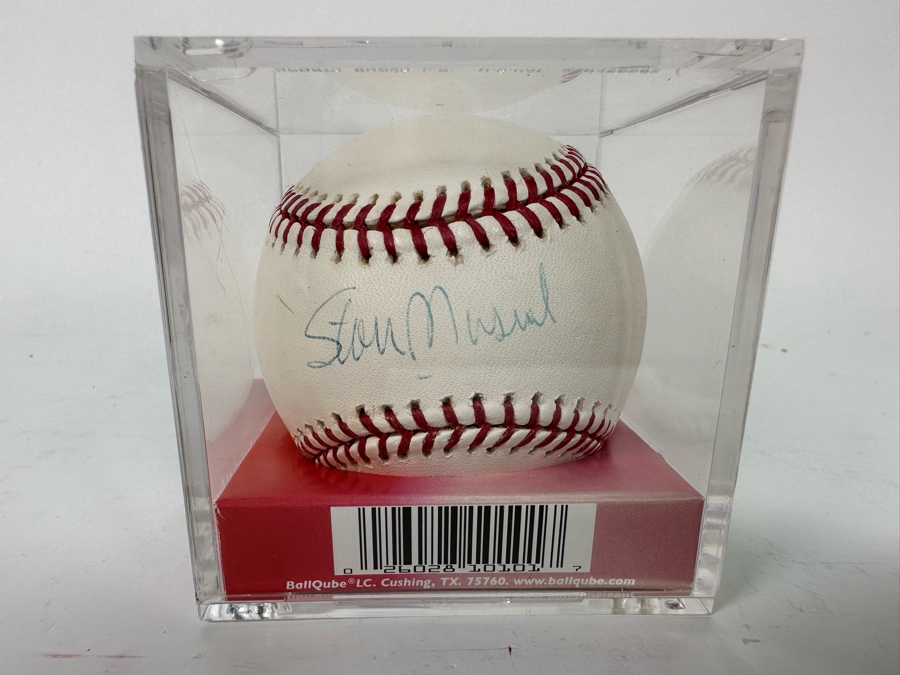 Stan Musial
0 26028 10101 7
BallQube® LC. Cushing, TX. 75760. www.ballqube.com